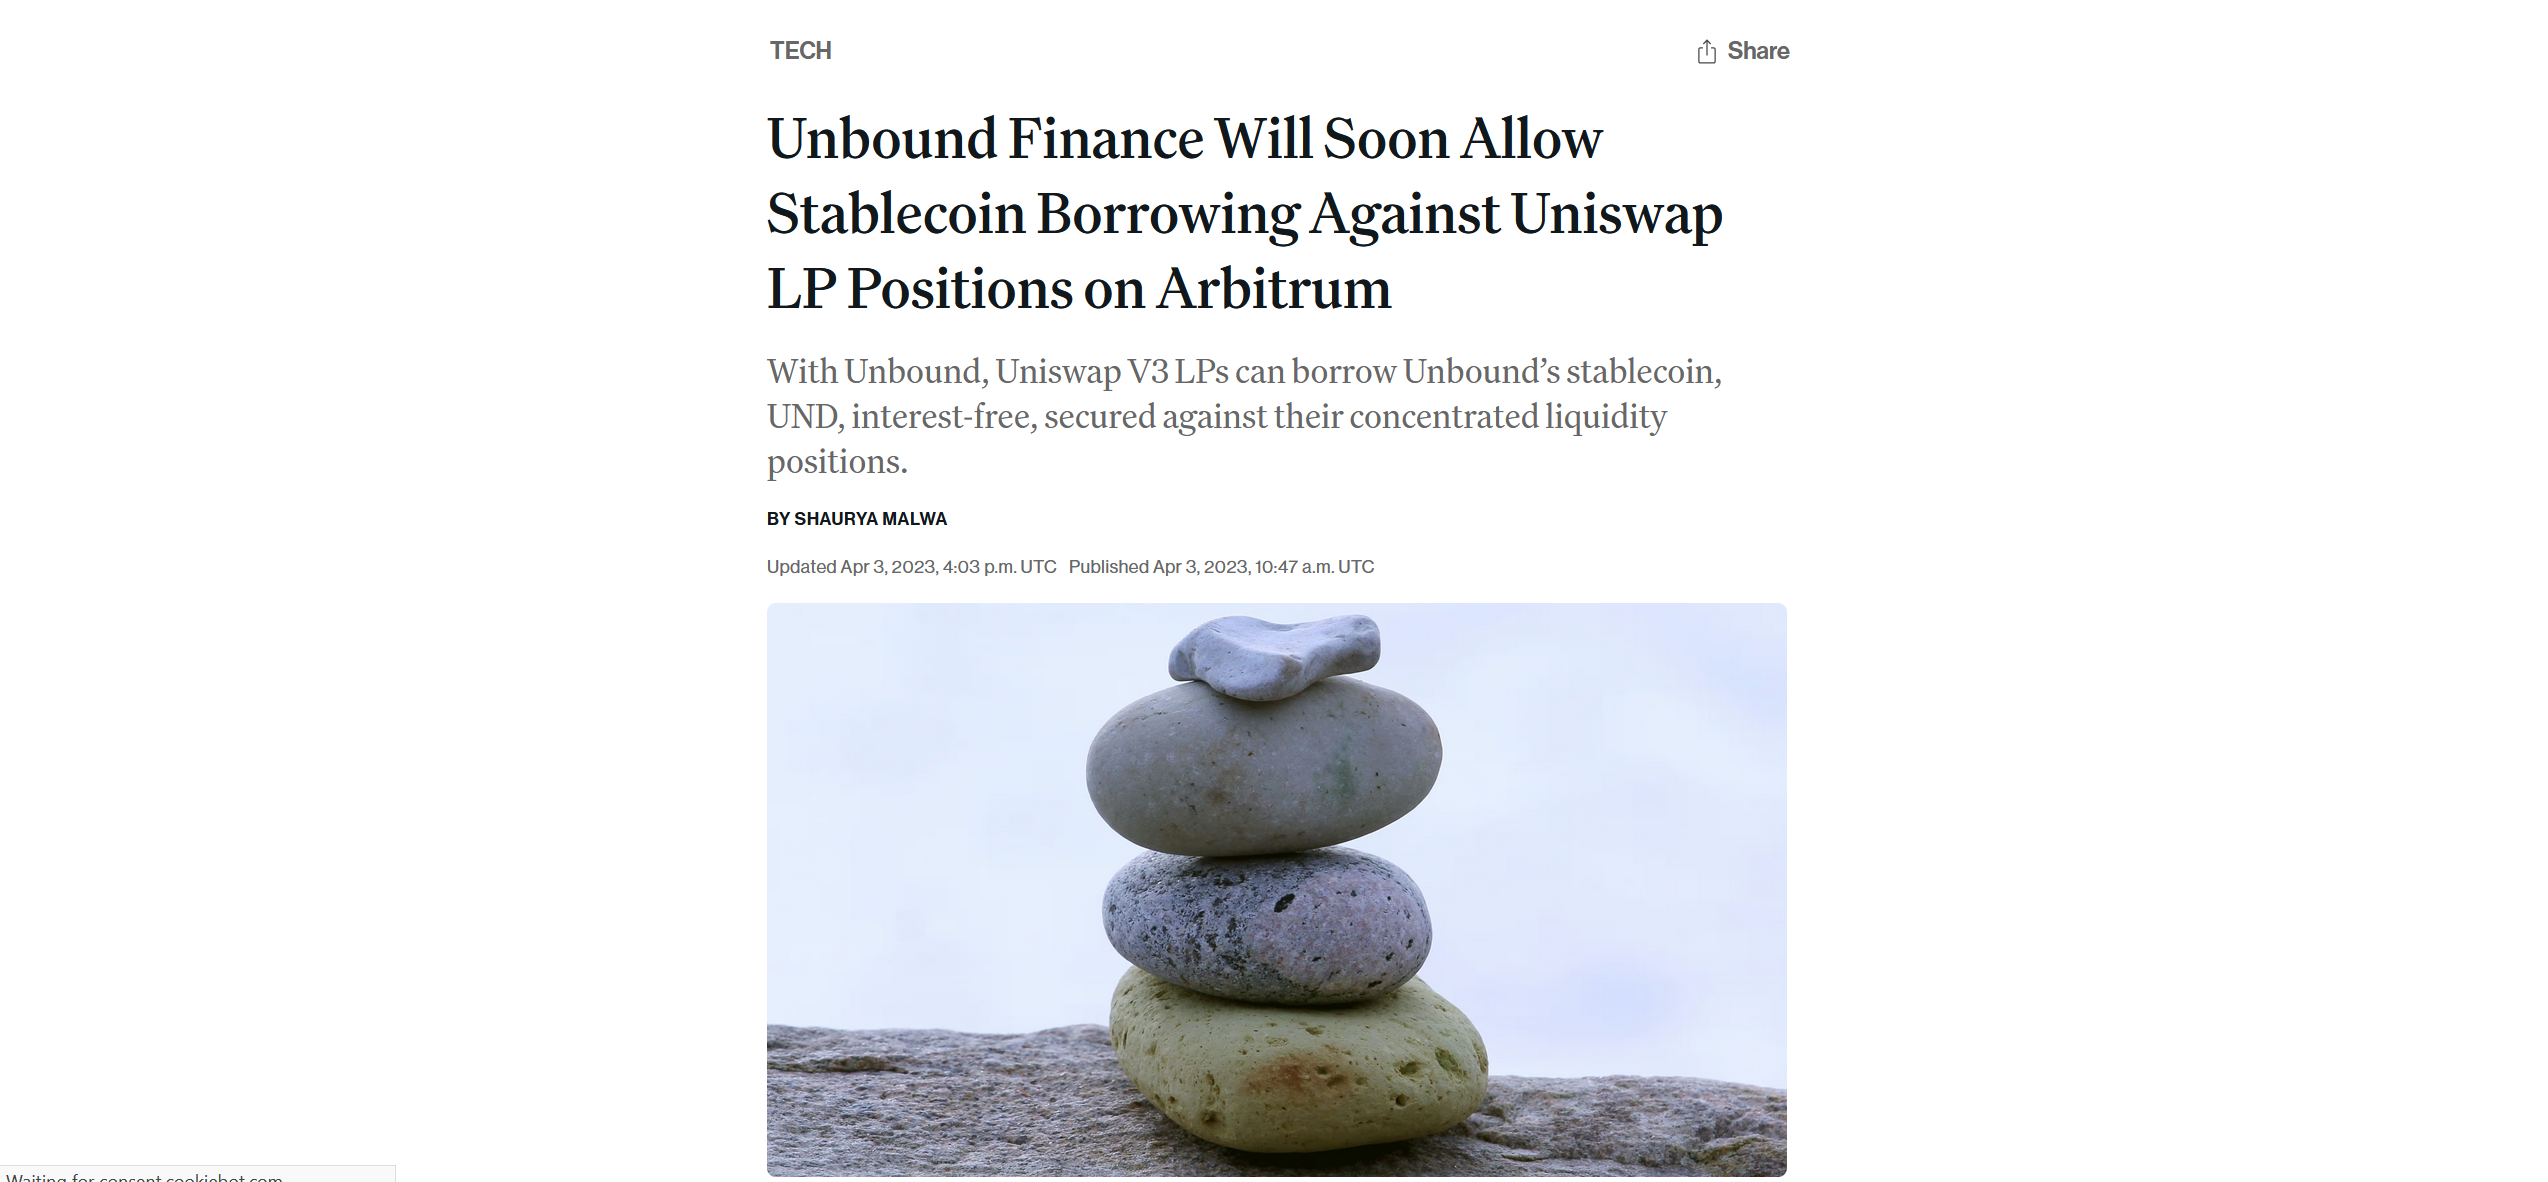 TECH
Share
Unbound Finance Will Soon Allow
Stablecoin Borrowing Against Uniswap
LP Positions on Arbitrum
With Unbound, Uniswap V3 LPs can borrow Unbound’s stablecoin,
UND, interest-free, secured against their concentrated liquidity
positions.
BY SHAURYA MALWA
Updated Apr 3, 2023, 4:03 p.m. UTC Published Apr 3, 2023, 10:47 a.m. UTC
Waiting for consent.cookiebot.com